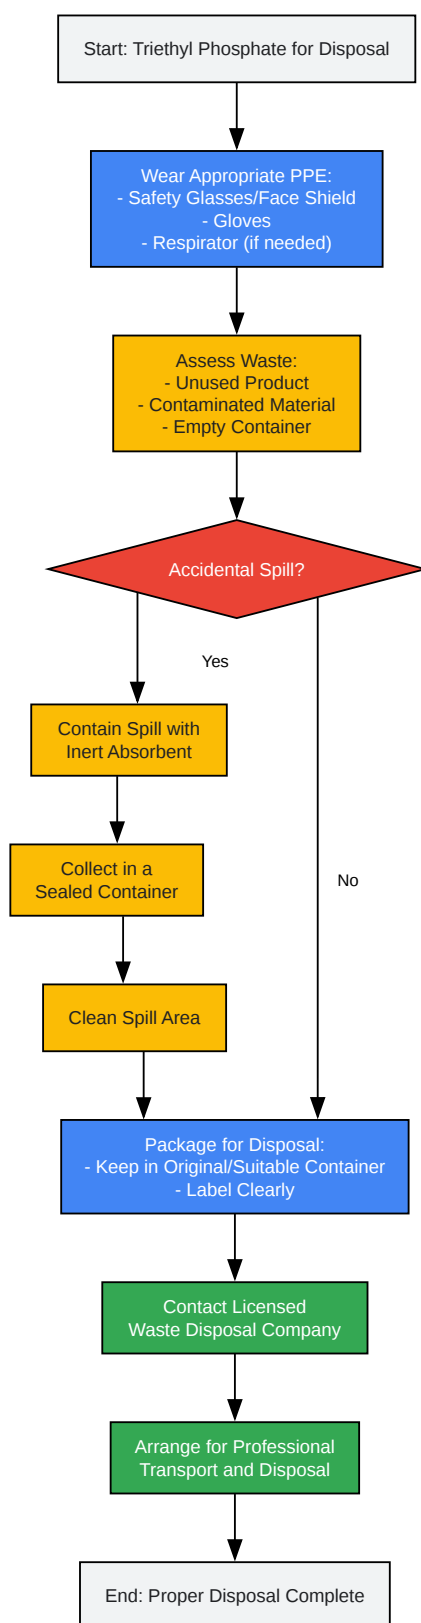 Start: Triethyl Phosphate for Disposal
Wear Appropriate PPE:
- Safety Glasses/Face Shield
- Gloves
- Respirator (if needed)
Assess Waste:
- Unused Product
- Contaminated Material
- Empty Container
Accidental Spill?
Yes
Contain Spill with
Inert Absorbent
Collect in a
Sealed Container
No
Clean Spill Area
Package for Disposal:
- Keep in Original/Suitable Container
- Label Clearly
Contact Licensed
Waste Disposal Company
Arrange for Professional
Transport and Disposal
End: Proper Disposal Complete